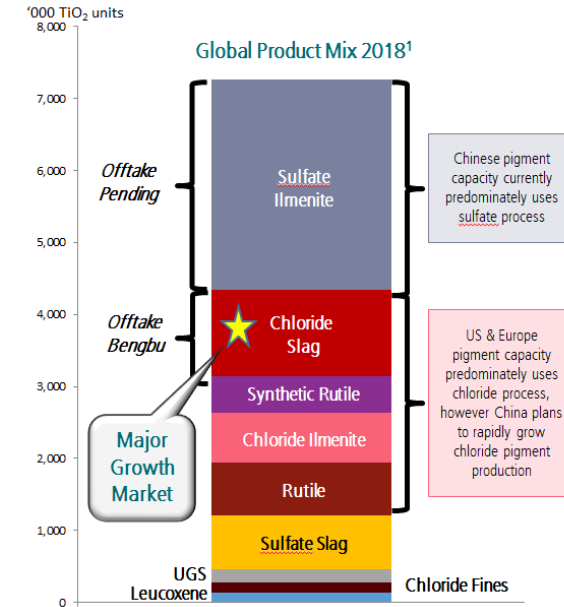 '000 TiO₂ units
8,000
Global Product Mix 2018¹
7,000
6,000
5,000
4,000
3,000
2,000
1,000
0
Offtake
Pending
Offtake
Bengbu
Major
Growth
Market
Sulfate
Ilmenite
Chloride
Slag
Synthetic Rutile
Chloride Ilmenite
Rutile
Sulfate Slag
UGS
Leucoxene
Chloride Fines
Chinese pigment
capacity currently
predominately uses
sulfate process
US & Europe
pigment capacity
predominately uses
chloride process,
however China plans
to rapidly grow
chloride pigment
production